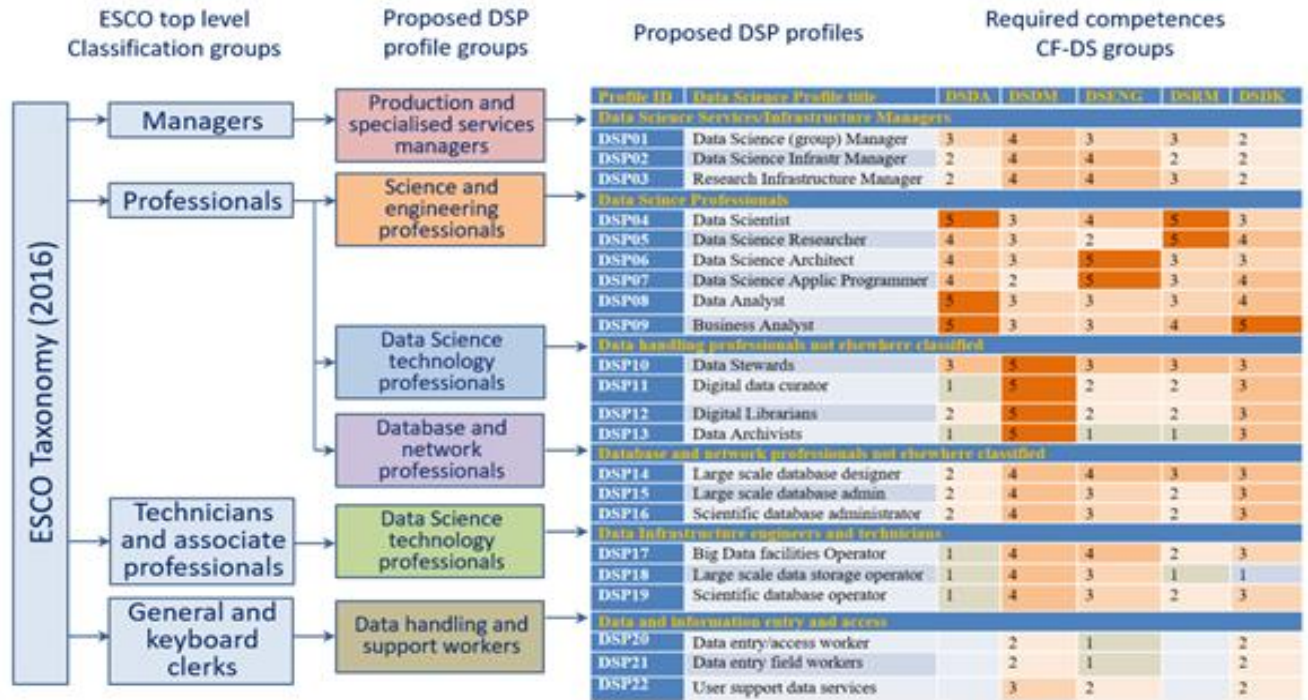 ESCO top level
Classification groups
Proposed DSP
profile groups
Proposed DSP profiles
Required competences
CF-DS groups
ESCO Taxonomy (2016)
Managers
Professionals
Technicians
and associate
professionals
General and
keyboard
clerks
Production and
specialised services
managers
Science and
engineering
professionals
Data Science
technology
professionals
Database and
network
professionals
Data Science
technology
professionals
Data handling and
support workers
Profile ID Data Science Profile title DSDA DSDM DSENG DSRM DSDK
Data Science Services/Infrastructure Managers
DSP01 Data Science (group) Manager 3 4 3 3 2
DSP02 Data Science Infrastr Manager 2 4 4 2 2
DSP03 Research Infrastructure Manager 2 4 4 3 2
Data Scince Professionals
DSP04 Data Scientist 5 3 4 5 3
DSP05 Data Science Researcher 4 3 2 5 4
DSP06 Data Science Architect 4 3 5 3 3
DSP07 Data Science Applic Programmer 4 2 5 3 4
DSP08 Data Analyst 5 3 3 3 4
DSP09 Business Analyst 5 3 3 4 5
Data handling professionals not elsewhere classified
DSP10 Data Stewards 3 5 3 3 3
DSP11 Digital data curator 1 5 2 2 3
DSP12 Digital Librarians 2 5 2 2 3
DSP13 Data Archivists 1 5 1 1 3
Database and network professionals not elsewhere classified
DSP14 Large scale database designer 2 4 4 3 3
DSP15 Large scale database admin 2 4 3 2 3
DSP16 Scientific database administrator 2 4 3 2 3
Data Infrastructure engineers and technicians
DSP17 Big Data facilities Operator 1 4 4 2 3
DSP18 Large scale data storage operator 1 4 3 1 1
DSP19 Scientific database operator 1 4 3 2 3
Data and information entry and access
DSP20 Data entry/access worker 2 1 2
DSP21 Data entry field workers 2 1 2
DSP22 User support data services 3 2 2